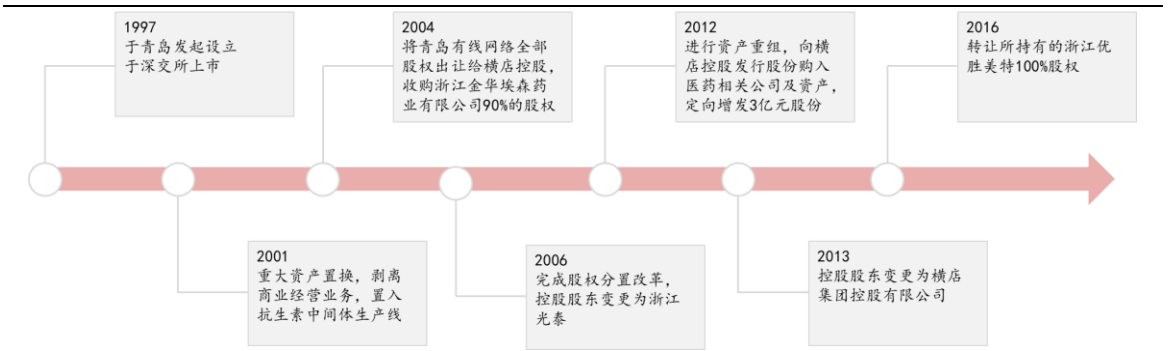 1997
于青岛发起设立
于深交所上市
2001
重大资产置换，剥离
商业经营业务，置入
抗生素中间体生产线
2004
将青岛有线网络全部
股权出让给横店控股，
收购浙江金华埃森药
业有限公司90%的股权
2006
完成股权分置改革，
控股股东变更为浙江
光泰
2012
进行资产重组，向横
店控股发行股份购入
医药相关公司及资产，
定向增发3亿元股份
2013
控股股东变更为横店
集团控股有限公司
2016
转让所持有的浙江优
胜美特100%股权